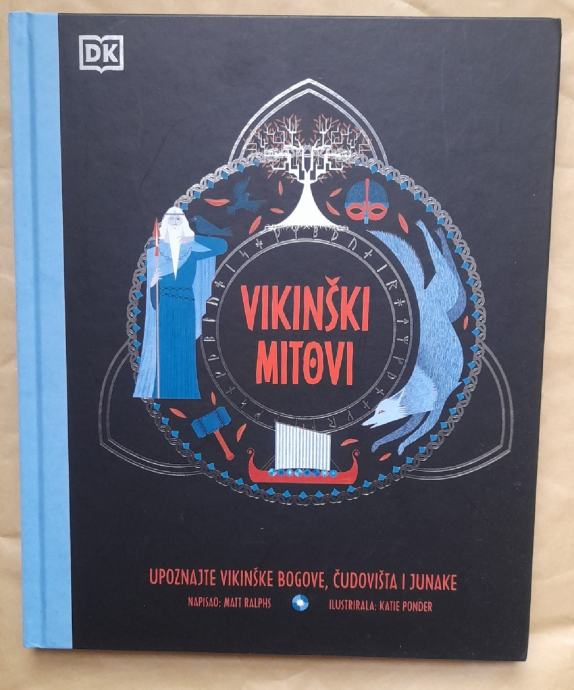 DK
VIKINŠKI
MITOVI
UPOZNAJTE VIKINŠKE BOGOVE, ČUDOVIŠTA I JUNAKE
NAPISAO: MATT RALPHS ILUSTRIRALA: KATIE PONDER